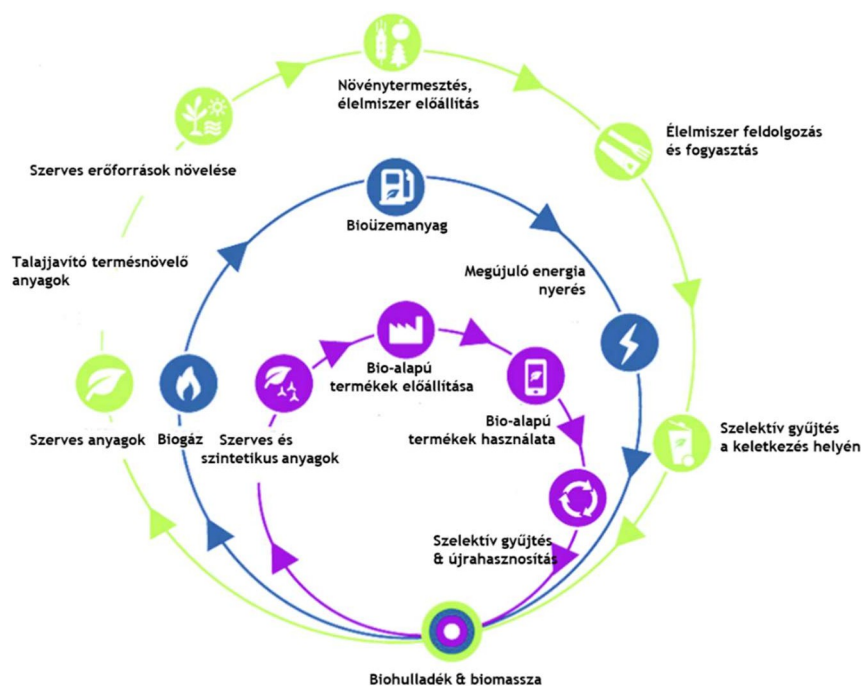 Növénytermesztés,
élelmiszer előállítás
Élelmiszer feldolgozás
és fogyasztás
Szerves erőforrások növelése
Bioüzemanyag
Talajjavító termésnövelő
anyagok
Megújuló energia
nyerés
Bio-alapú
termékek előállítása
Bio-alapú
termékek használata
Szelektív gyűjtés
a keletkezés helyén
Szerves anyagok
Biogáz
Szerves és
szintetikus anyagok
Szelektív gyűjtés
& újrahasznosítás
Biohulladék & biomassza